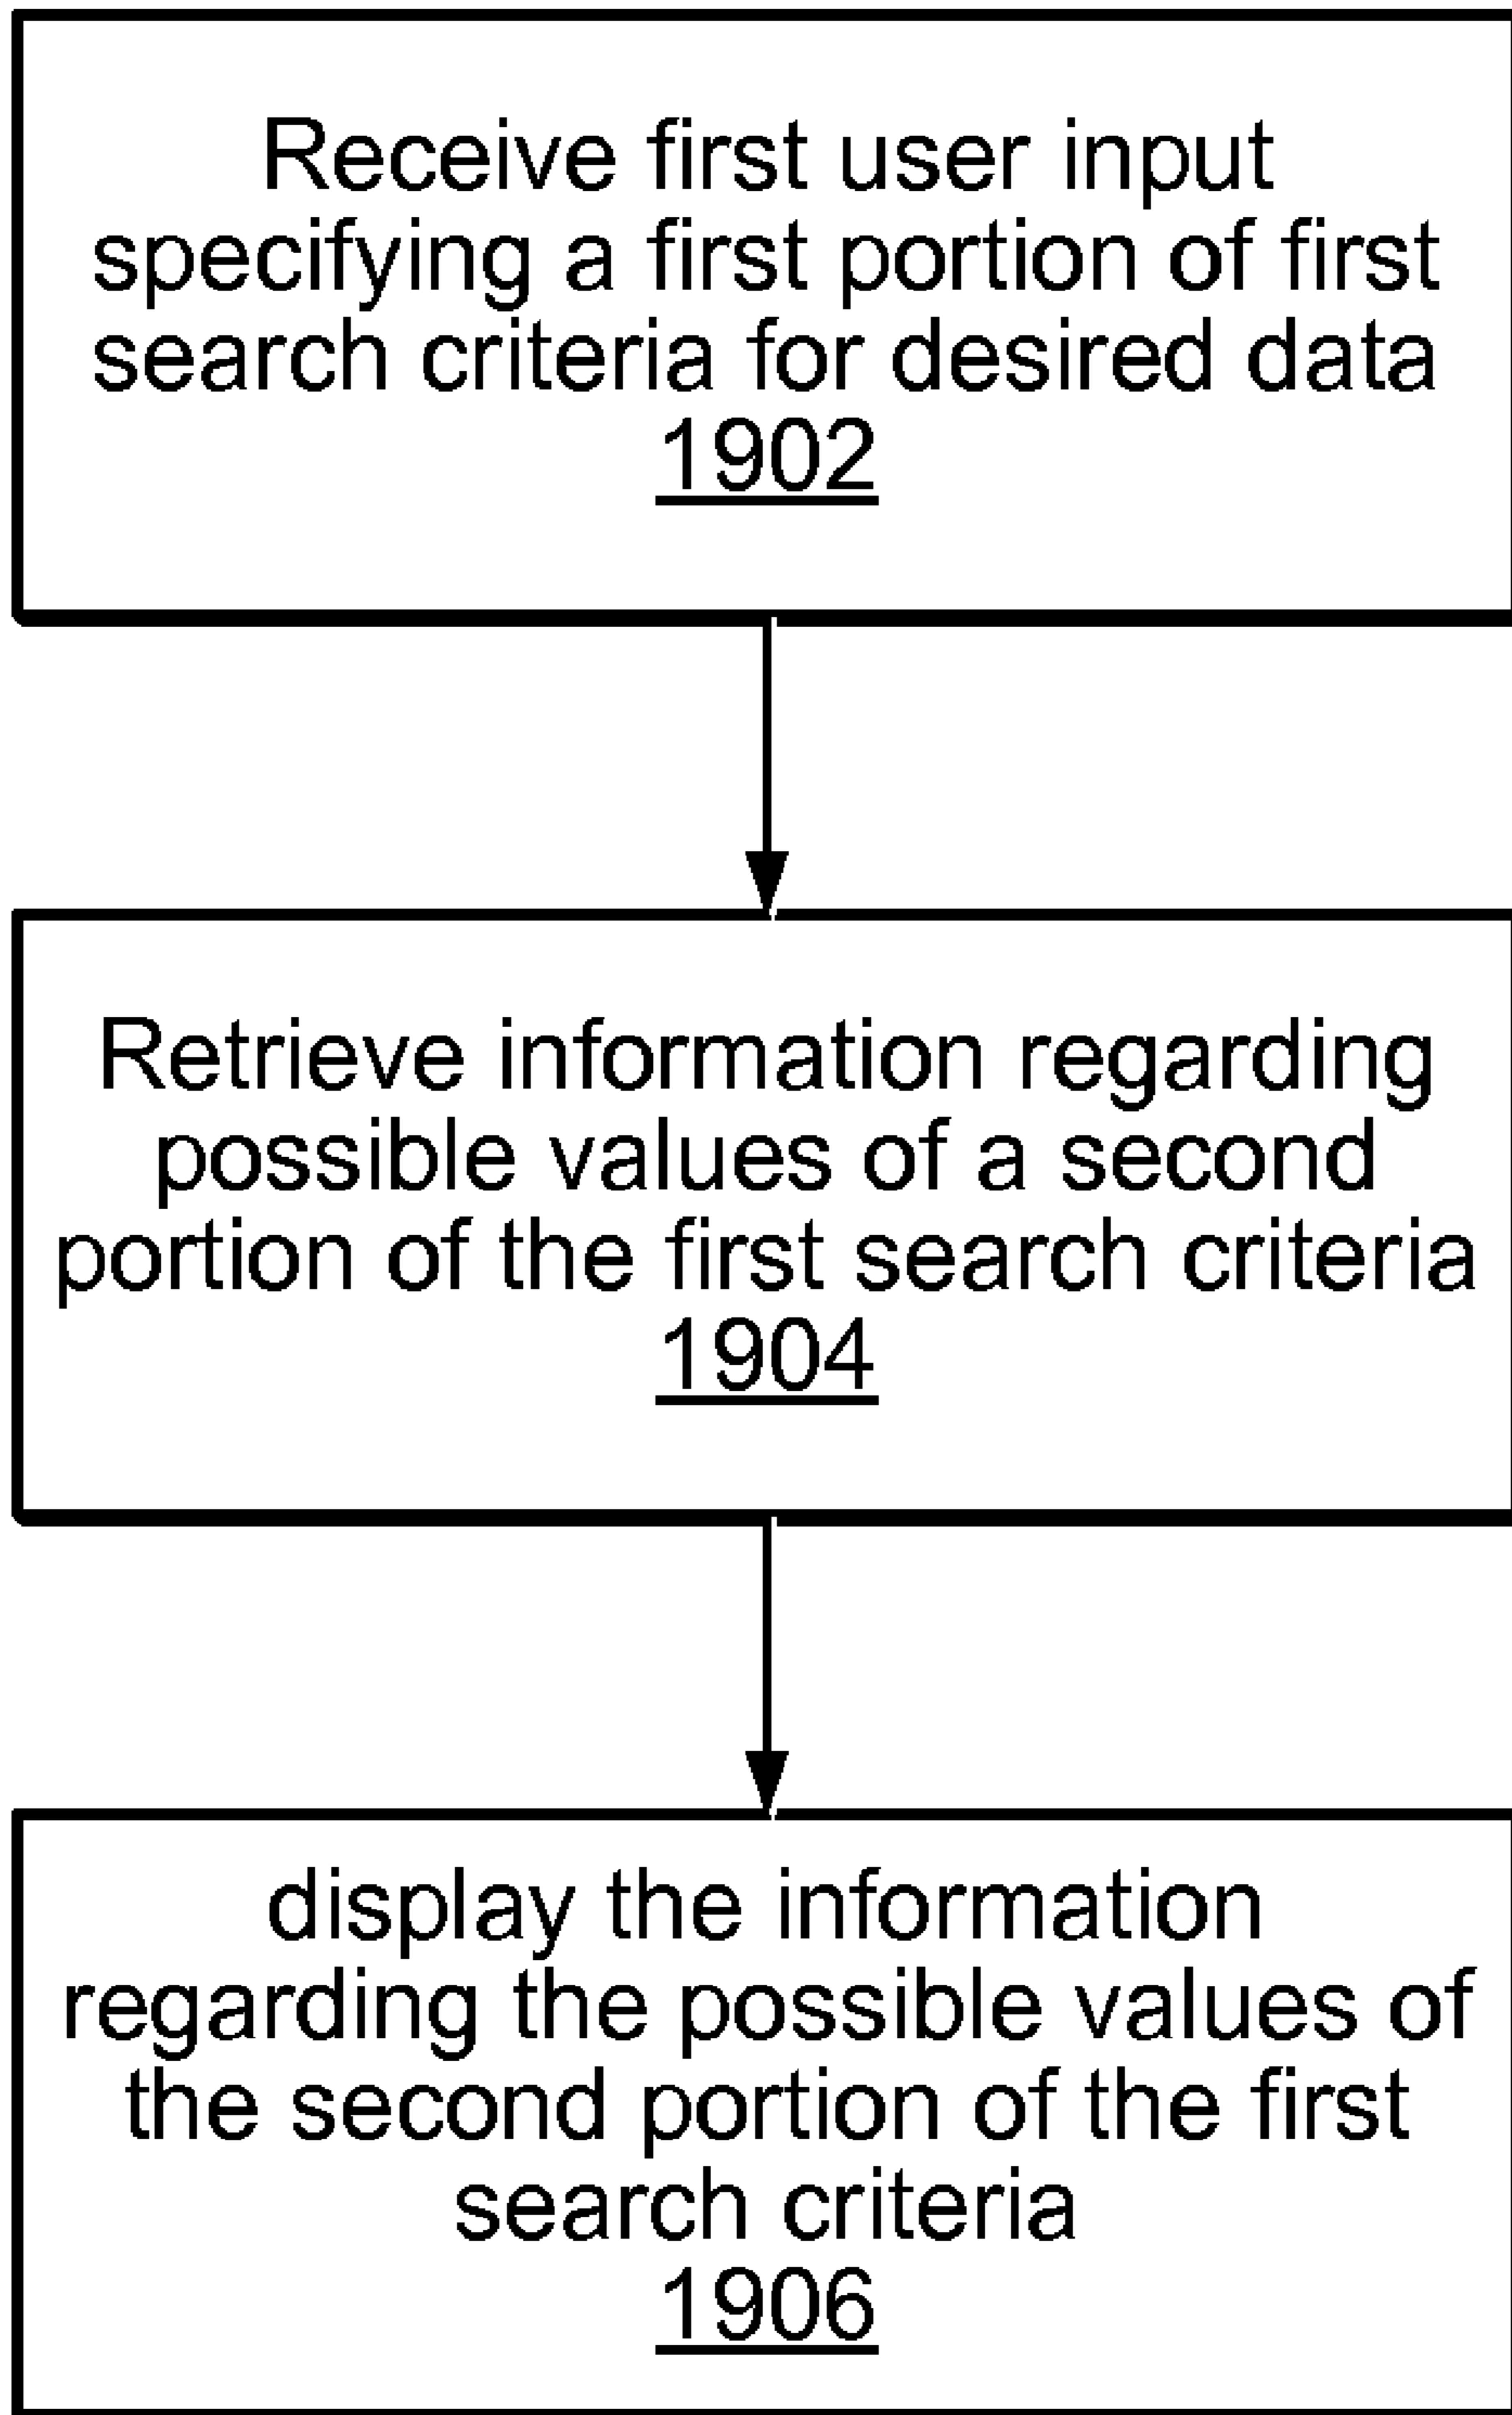 Receive first user input
specifying a first portion of first
search criteria for desired data
1902
Retrieve information regarding
possible values of a second
portion of the first search criteria
1904
display the information
regarding the possible values of
the second portion of the first
search criteria
1906